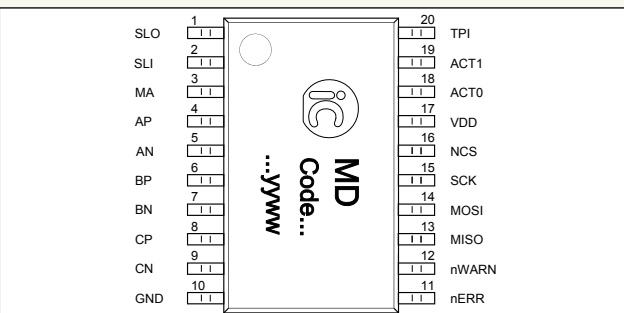 SLO 1 20 TPI
SLI 2 19 ACT1
MA 3 18 ACT0
AP 4 17 VDD
AN 5 16 NCS
BP 6 15 SCK
BN 7 14 MOSI
CP 8 13 MISO
CN 9 12 nWARN
GND 10 11 nERR
iC
MD
Code...
...yyww